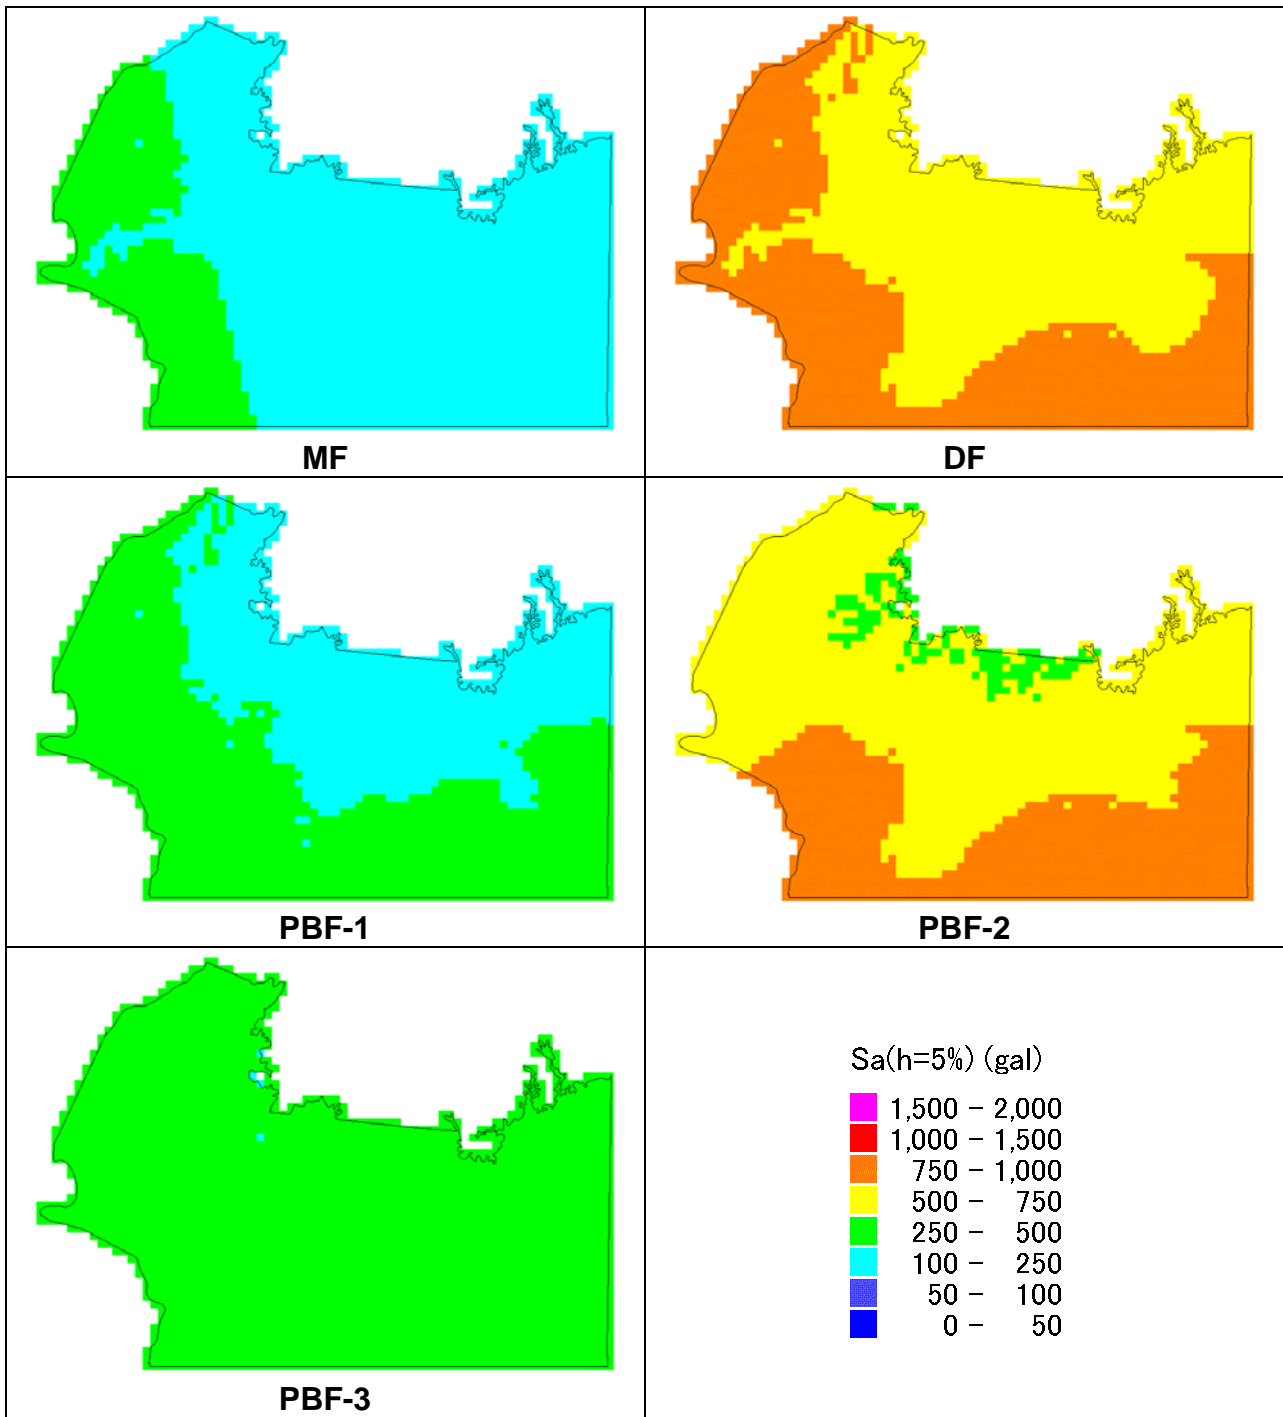 MF
DF
PBF-1
PBF-2
PBF-3
Sa(h=5%) (gal)
1,500 - 2,000
1,000 - 1,500
750 - 1,000
500 - 750
250 - 500
100 - 250
50 - 100
0 - 50